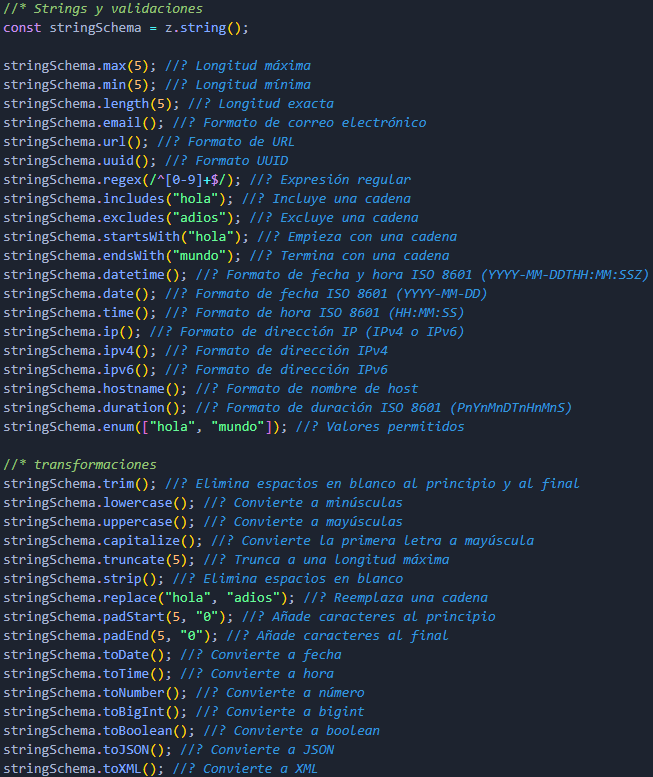 //* Strings y validaciones
const stringSchema = z.string();

stringSchema.max(5); //? Longitud máxima
stringSchema.min(5); //? Longitud mínima
stringSchema.length(5); //? Longitud exacta
stringSchema.email(); //? Formato de correo electrónico
stringSchema.url(); //? Formato de URL
stringSchema.uuid(); //? Formato UUID
stringSchema.regex(/^[0-9]+$/); //? Expresión regular
stringSchema.includes("hola"); //? Incluye una cadena
stringSchema.excludes("adios"); //? Excluye una cadena
stringSchema.startsWith("hola"); //? Empieza con una cadena
stringSchema.endsWith("mundo"); //? Termina con una cadena
stringSchema.datetime(); //? Formato de fecha y hora ISO 8601 (YYYY-MM-DDTHH:MM:SSZ)
stringSchema.date(); //? Formato de fecha ISO 8601 (YYYY-MM-DD)
stringSchema.time(); //? Formato de hora ISO 8601 (HH:MM:SS)
stringSchema.ip(); //? Formato de dirección IP (IPv4 o IPv6)
stringSchema.ipv4(); //? Formato de dirección IPv4
stringSchema.ipv6(); //? Formato de dirección IPv6
stringSchema.hostname(); //? Formato de nombre de host
stringSchema.duration(); //? Formato de duración ISO 8601 (PnYnMnDTnHnMnS)
stringSchema.enum(["hola", "mundo"]); //? Valores permitidos

//* transformaciones
stringSchema.trim(); //? Elimina espacios en blanco al principio y al final
stringSchema.lowercase(); //? Convierte a minúsculas
stringSchema.uppercase(); //? Convierte a mayúsculas
stringSchema.capitalize(); //? Convierte la primera letra a mayúscula
stringSchema.truncate(5); //? Trunca a una longitud máxima
stringSchema.strip(); //? Elimina espacios en blanco
stringSchema.replace("hola", "adios"); //? Reemplaza una cadena
stringSchema.padStart(5, "0"); //? Añade caracteres al principio
stringSchema.padEnd(5, "0"); //? Añade caracteres al final
stringSchema.toDate(); //? Convierte a fecha
stringSchema.toTime(); //? Convierte a hora
stringSchema.toNumber(); //? Convierte a número
stringSchema.toBigInt(); //? Convierte a bigint
stringSchema.toBoolean(); //? Convierte a boolean
stringSchema.toJSON(); //? Convierte a JSON
stringSchema.toXML(); //? Convierte a XML